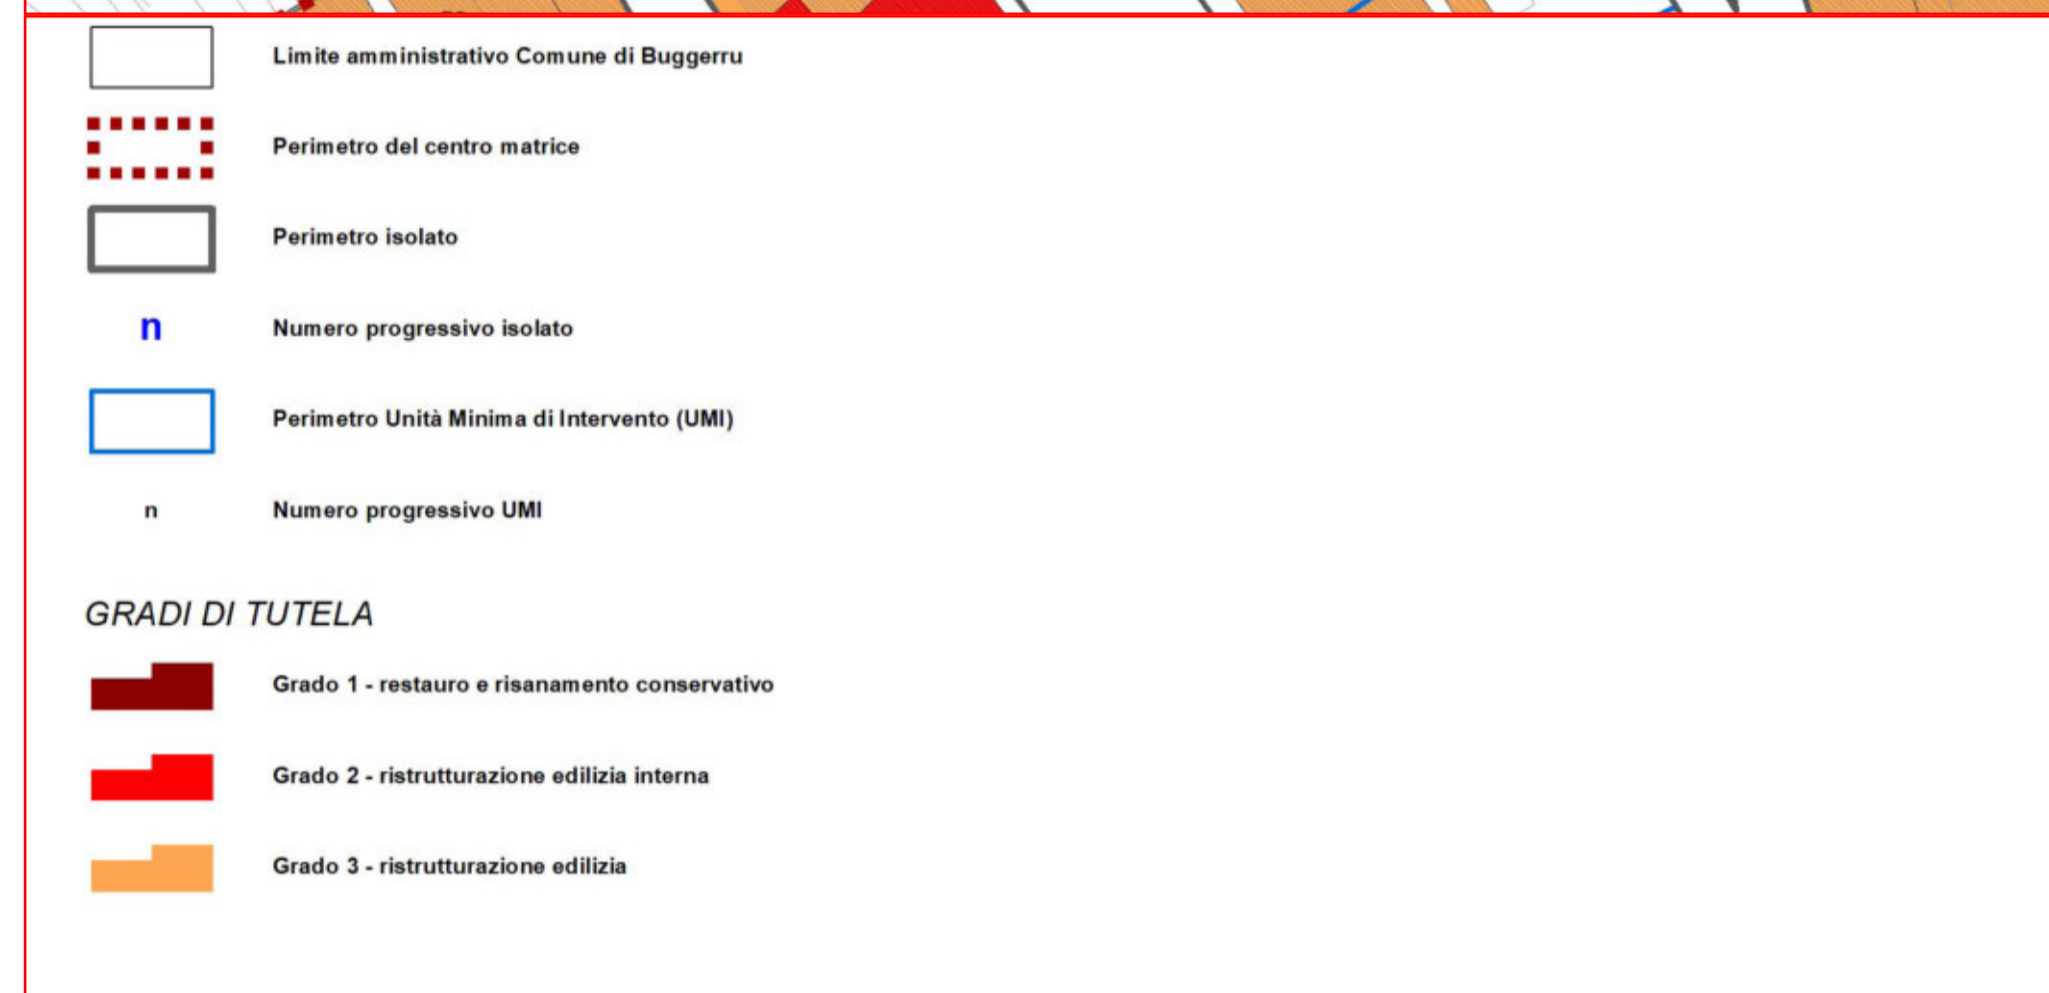 Limite amministrativo Comune di Buggerru
Perimetro del centro matrice
Perimetro isolato
n Numero progressivo isolato
Perimetro Unità Minima di Intervento (UMI)
n Numero progressivo UMI
GRADI DI TUTELA
Grado 1 - restauro e risanamento conservativo
Grado 2 - ristrutturazione edilizia interna
Grado 3 - ristrutturazione edilizia